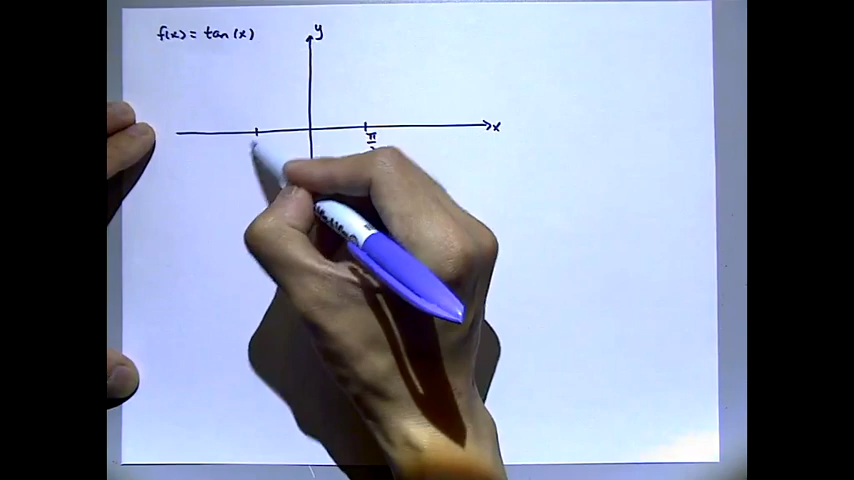 f(x) = tan(x)
y
x
π